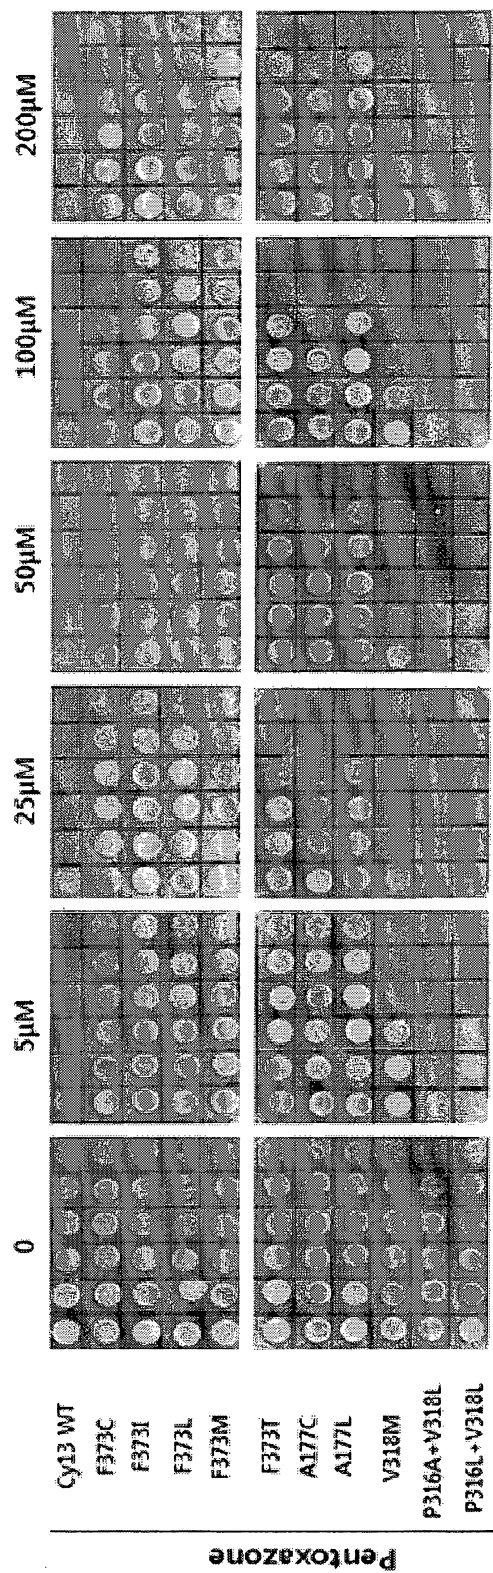 0 5μM 25μM 50μM 100μM 200μM
Pentoxazone
Cy13 WT
F373C
F373I
F373L
F373M
F373T
A177C
A177L
V318M
P316A+V318L
P316L+V318L